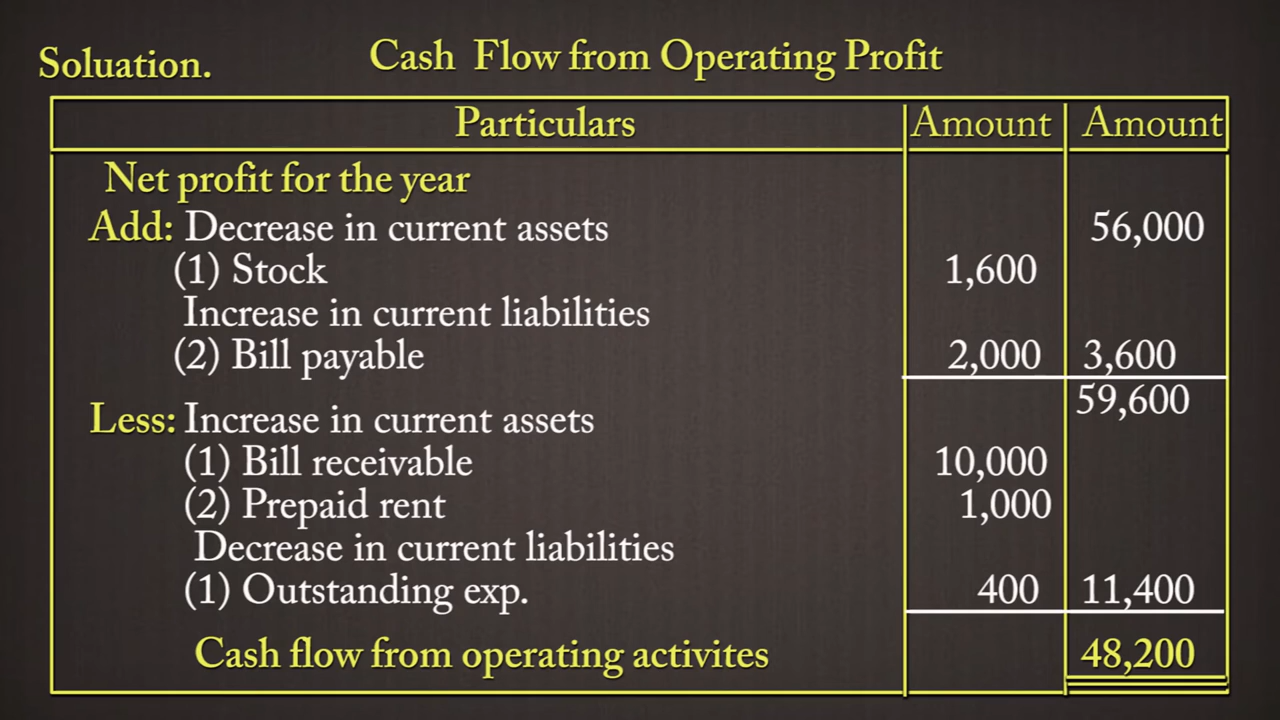 Soluation.
Cash Flow from Operating Profit
Particulars Amount Amount
Net profit for the year
Add: Decrease in current assets 56,000
(1) Stock 1,600
Increase in current liabilities
(2) Bill payable 2,000 3,600
59,600
Less: Increase in current assets
(1) Bill receivable 10,000
(2) Prepaid rent 1,000
Decrease in current liabilities
(1) Outstanding exp. 400 11,400
Cash flow from operating activites 48,200